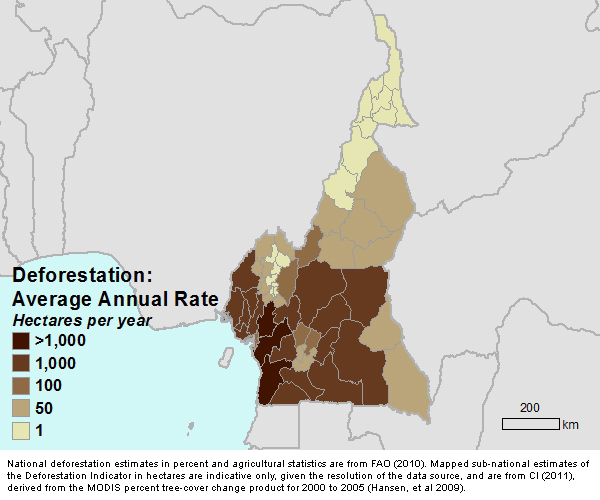 Deforestation:
Average Annual Rate
Hectares per year
>1,000
1,000
100
50
1
200
km
National deforestation estimates in percent and agricultural statistics are from FAO (2010). Mapped sub-national estimates of
the Deforestation Indicator in hectares are indicative only, given the resolution of the data source, and are from CI (2011),
derived from the MODIS percent tree-cover change product for 2000 to 2005 (Hansen, et al 2009).